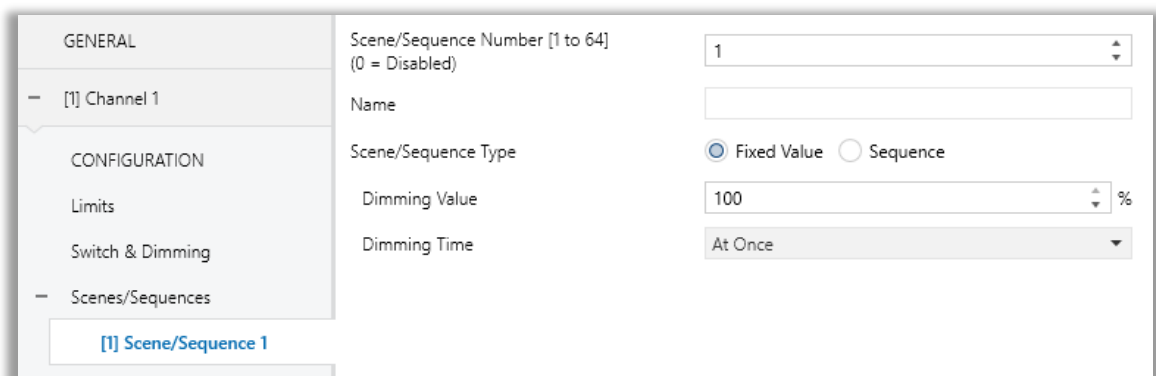 GENERAL
− [1] Channel 1
CONFIGURATION
Limits
Switch & Dimming
− Scenes/Sequences
[1] Scene/Sequence 1
Scene/Sequence Number [1 to 64]
(0 = Disabled)
1
Name
Scene/Sequence Type
Fixed Value Sequence
Dimming Value
100 %
Dimming Time
At Once